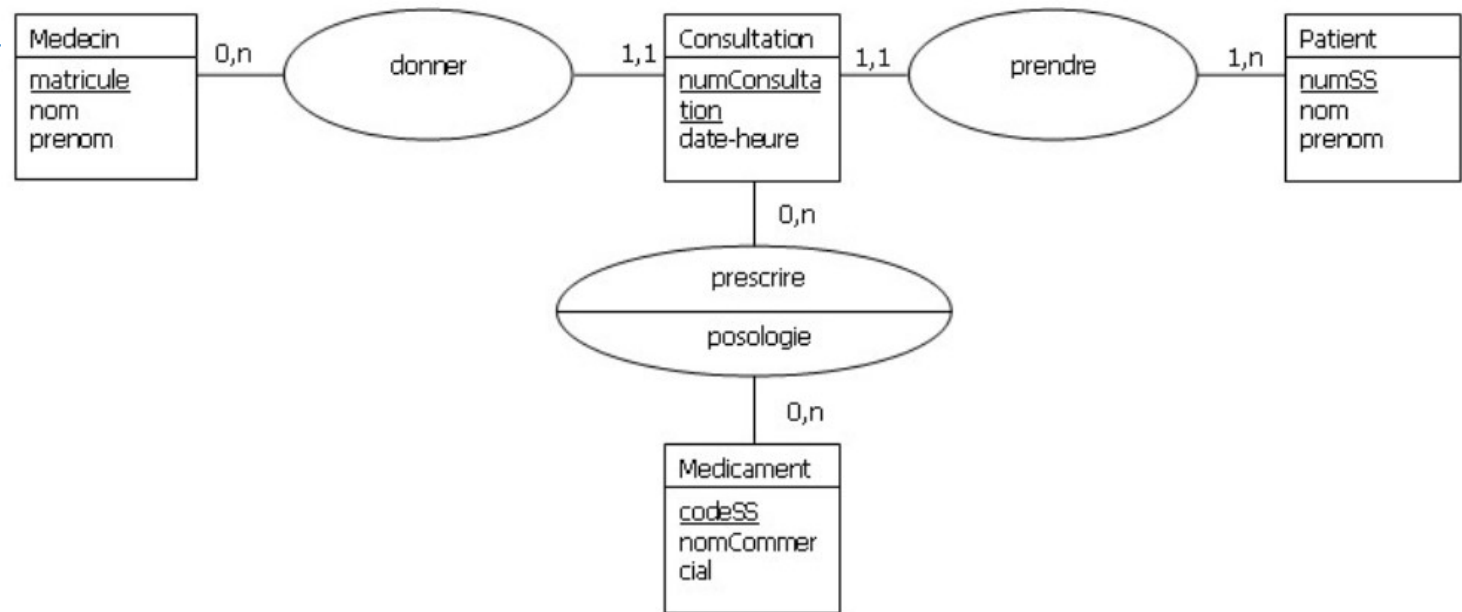 Medecin
matricule
nom
prenom
0,n
donner
1,1
Consultation
numConsulta
tion
date-heure
1,1
prendre
1,n
Patient
numSS
nom
prenom
0,n
prescrire
posologie
0,n
Medicament
codeSS
nomCommer
cial